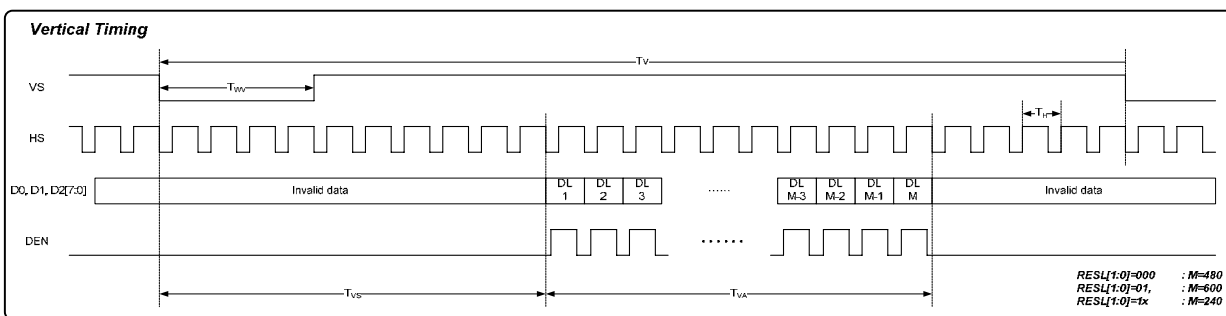 Vertical Timing
Tv
VS
TWV
TH
HS
D0, D1, D2[7:0]
Invalid data
DL 1
DL 2
DL 3
......
DL M-3
DL M-2
DL M-1
DL M
Invalid data
DEN
......
TVS
TVA
RESL[1:0]=000 : M=480
RESL[1:0]=01, : M=600
RESL[1:0]=1x : M=240